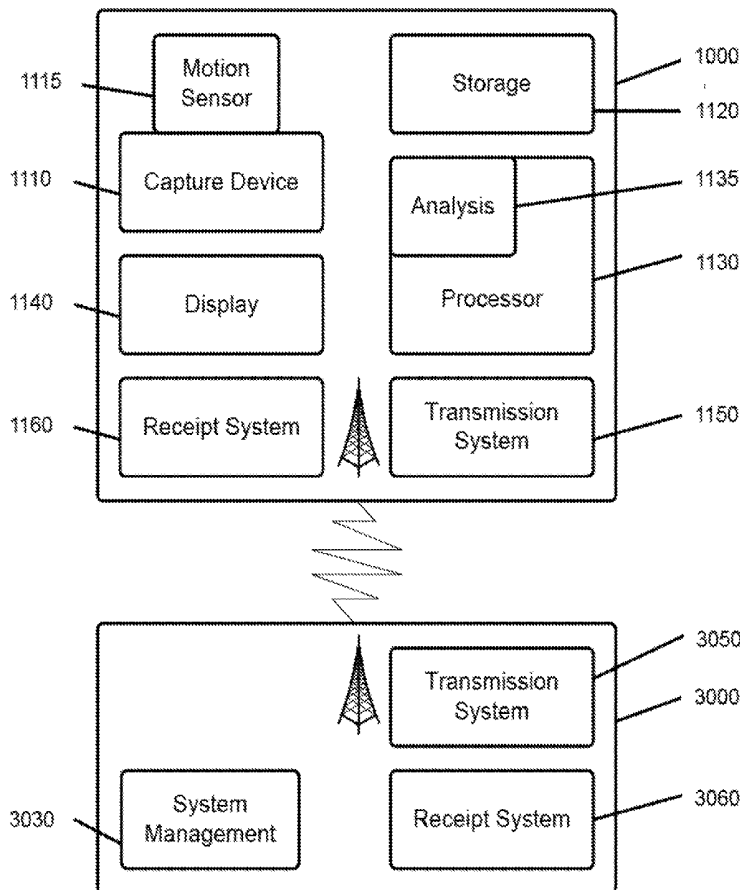 1115
Motion
Sensor
Storage
1000
1120
1110
Capture Device
Analysis
1135
1140
Display
Processor
1130
1160
Receipt System
Transmission
System
1150
Transmission
System
3050
3000
3030
System
Management
Receipt System
3060